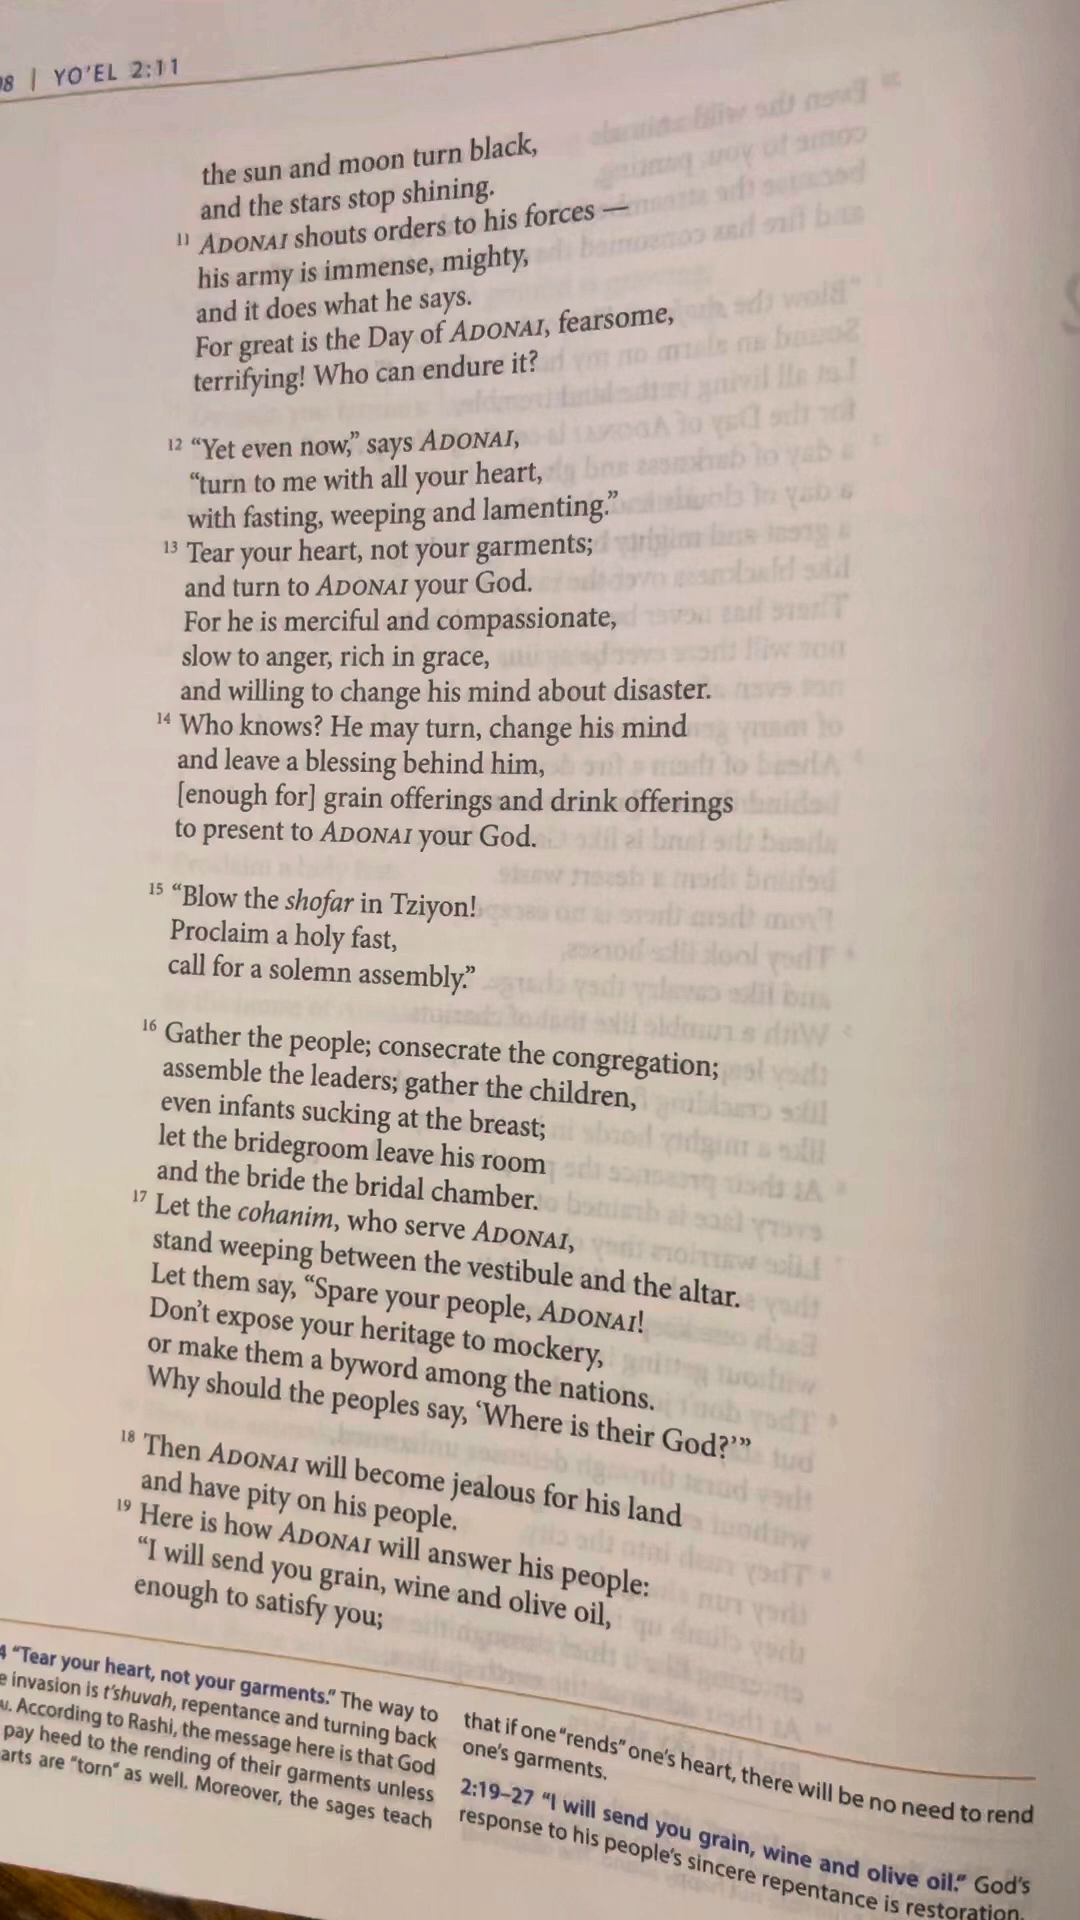 8 | YO'EL 2:11
the sun and moon turn black,
and the stars stop shining.
11 ADONAI shouts orders to his forces —
his army is immense, mighty,
and it does what he says.
For great is the Day of ADONAI, fearsome,
terrifying! Who can endure it?
12 “Yet even now,” says ADONAI,
“turn to me with all your heart,
with fasting, weeping and lamenting.”
13 Tear your heart, not your garments;
and turn to ADONAI your God.
For he is merciful and compassionate,
slow to anger, rich in grace,
and willing to change his mind about disaster.
14 Who knows? He may turn, change his mind
and leave a blessing behind him,
[enough for] grain offerings and drink offerings
to present to ADONAI your God.
15 “Blow the shofar in Tziyon!
Proclaim a holy fast,
call for a solemn assembly.”
16 Gather the people; consecrate the congregation;
assemble the leaders; gather the children,
even infants sucking at the breast;
let the bridegroom leave his room
and the bride the bridal chamber.
17 Let the cohanim, who serve ADONAI,
stand weeping between the vestibule and the altar.
Let them say, “Spare your people, ADONAI!
Don’t expose your heritage to mockery,
or make them a byword among the nations.
Why should the peoples say, ‘Where is their God?’”
18 Then ADONAI will become jealous for his land
and have pity on his people.
19 Here is how ADONAI will answer his people:
“I will send you grain, wine and olive oil,
enough to satisfy you;
4 “Tear your heart, not your garments.” The way to
invasion is t’shuvah, repentance and turning back
According to Rashi, the message here is that God
pay heed to the rending of their garments unless
arts are “torn” as well. Moreover, the sages teach
that if one “rends” one’s heart, there will be no need to rend
one’s garments.
2:19–27 “I will send you grain, wine and olive oil.” God’s
response to his people’s sincere repentance is restoration.